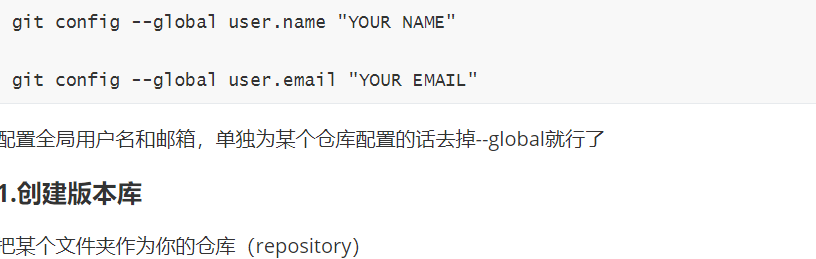 git config --global user.name "YOUR NAME"
git config --global user.email "YOUR EMAIL"
配置全局用户名和邮箱，单独为某个仓库配置的话去掉--global就行了
1.创建版本库
把某个文件夹作为你的仓库（repository）